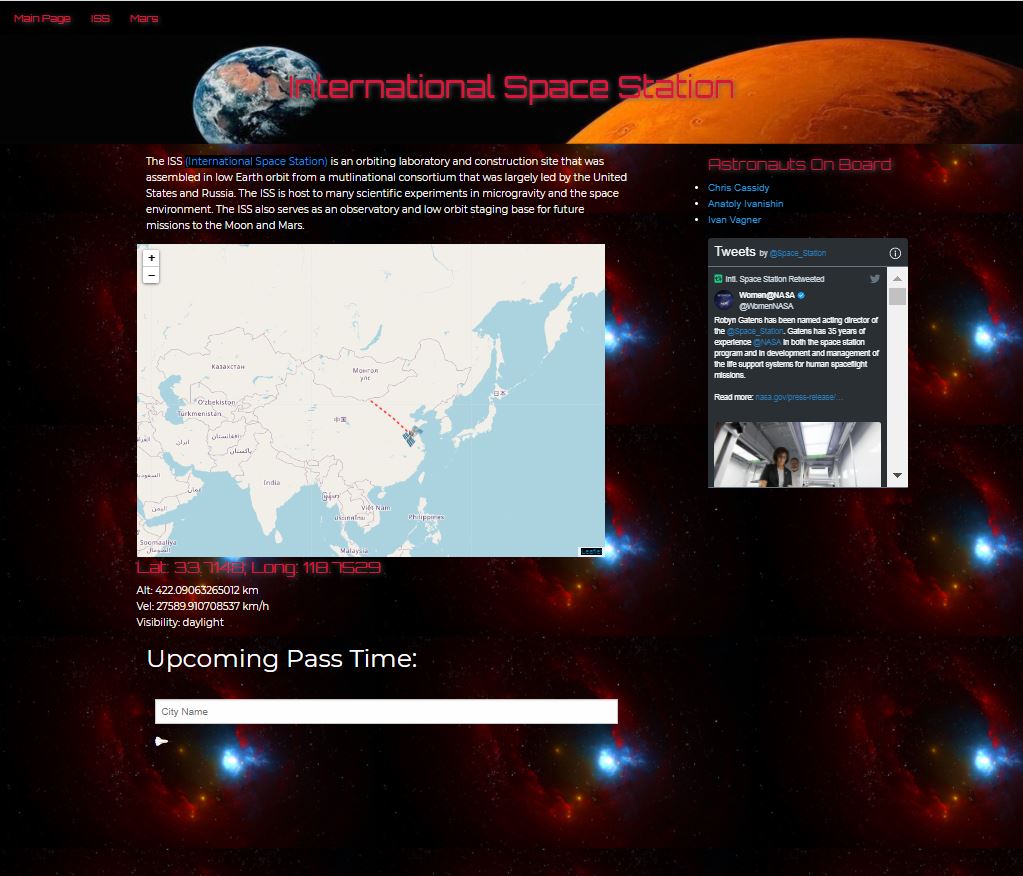 Main Page ISS Mars
International Space Station
The ISS (International Space Station) is an orbiting laboratory and construction site that was
assembled in low Earth orbit from a mutlinational consortium that was largely led by the United
States and Russia. The ISS is host to many scientific experiments in microgravity and the space
environment. The ISS also serves as an observatory and low orbit staging base for future
missions to the Moon and Mars.
+
−
Қазақстан
Монгол
улс
O'zbekiston
Türkmenistan
中国
日本
افغانستان
ایران
پاکستان
India
عمان
اليمن
မြန်မာ
Việt Nam
ประเทศไทย
Philippines
Soomaaliya
الصومال
Malaysia
Leaflet
Lat: 33.7148; Long: 118.7529
Alt: 422.09063265012 km
Vel: 27589.910708537 km/h
Visibility: daylight
Upcoming Pass Time:
City Name
Astronauts On Board
Chris Cassidy
Anatoly Ivanishin
Ivan Vagner
Tweets by @Space_Station
Intl. Space Station Retweeted
Women@NASA
@WomenNASA
Robyn Gatens has been named acting director of
the @Space_Station. Gatens has 35 years of
experience @NASA in both the space station
program and in development and management of
the life support systems for human spaceflight
missions.
Read more: nasa.gov/press-release/…